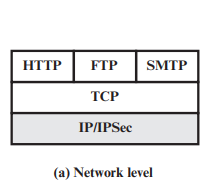 HTTP FTP SMTP
TCP
IP/IPSec
(a) Network level